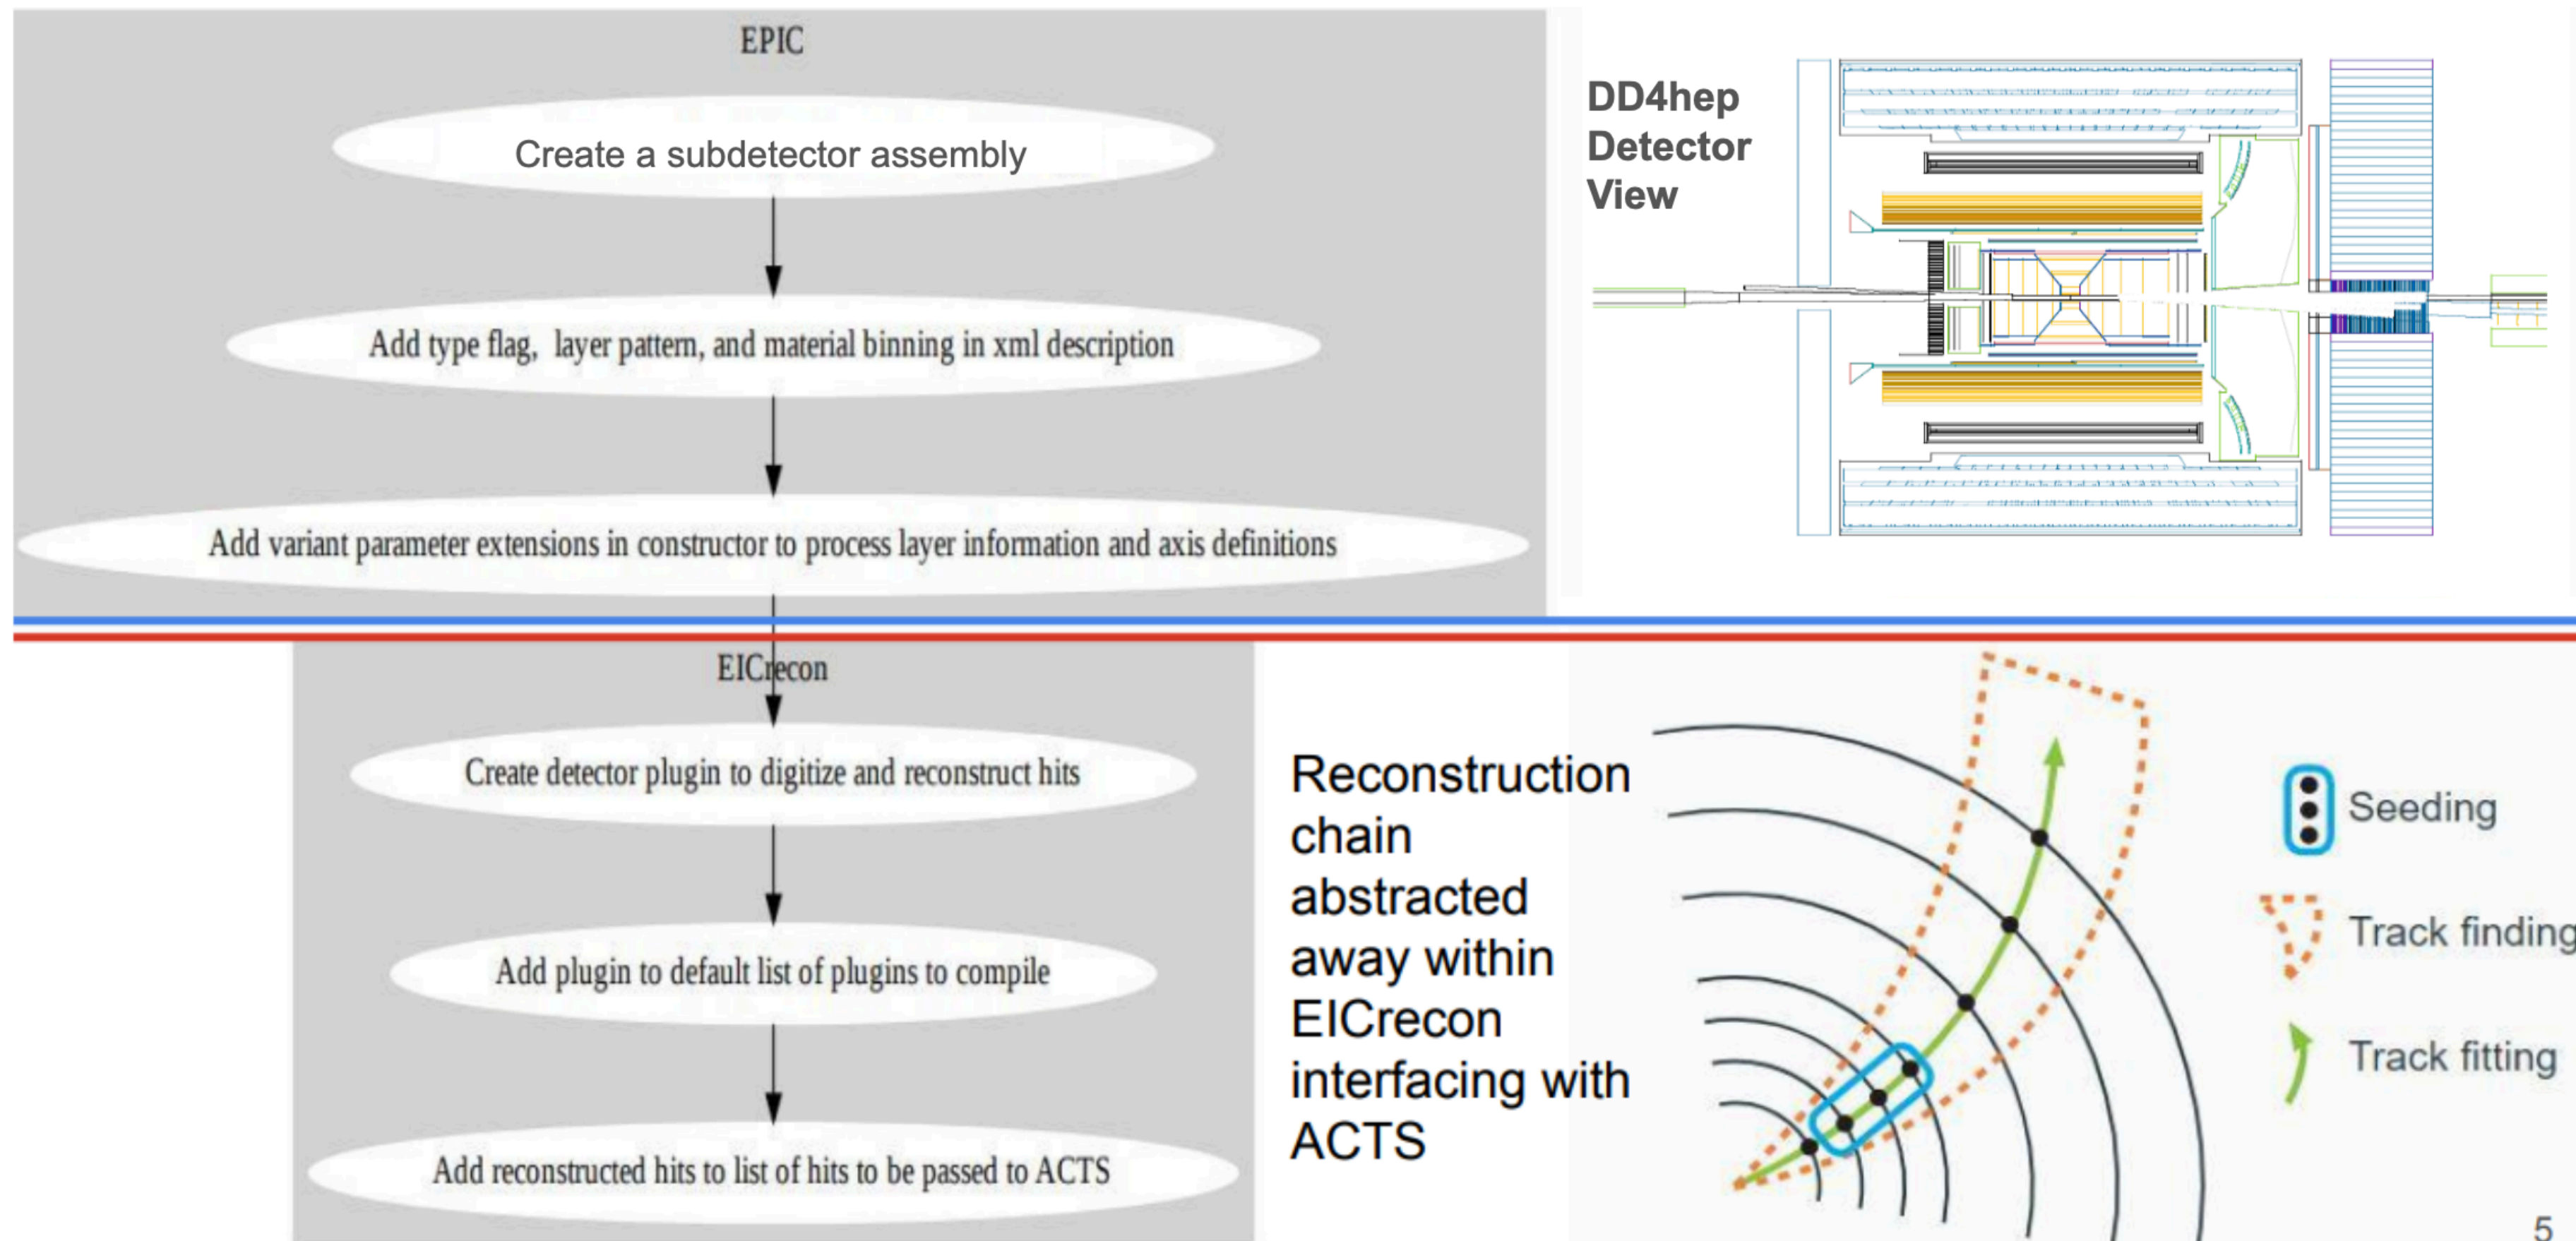 EPIC
Create a subdetector assembly
Add type flag, layer pattern, and material binning in xml description
Add variant parameter extensions in constructor to process layer information and axis definitions
DD4hep
Detector
View
EICrecon
Create detector plugin to digitize and reconstruct hits
Add plugin to default list of plugins to compile
Add reconstructed hits to list of hits to be passed to ACTS
Reconstruction
chain
abstracted
away within
EICrecon
interfacing with
ACTS
Seeding
Track finding
Track fitting
5